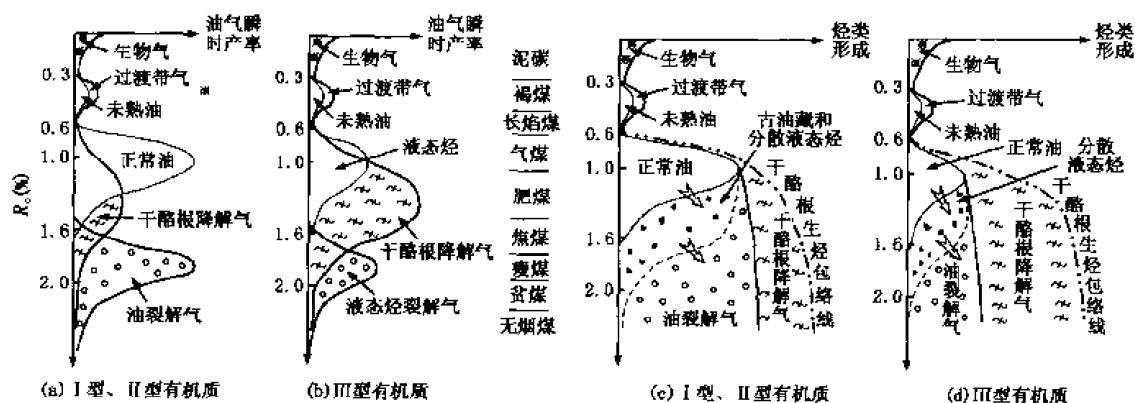 油气瞬
时产率
生物气
0.3
过渡带气
未熟油
0.6
正常油
1.0
R。(%)
干酪根降解气
1.6
2.0
油裂解气
(a) Ⅰ型、Ⅱ型有机质
油气瞬
时产率
生物气
0.3
过渡带气
未熟油
0.6
液态烃
1.0
1.6
干酪根降解气
2.0
液态烃裂解气
(b)Ⅲ型有机质
泥碳
褐煤
长焰煤
气煤
肥煤
焦煤
瘦煤
贫煤
无烟煤
烃类
形成
生物气
0.3
过渡带气
未熟油
古油藏和
分散液态烃
0.6
正常油
1.0
干酪根生烃包络线
干酪根降解气
1.6
2.0
油裂解气
(c) Ⅰ型、Ⅱ型有机质
烃类
形成
生物气
0.3
过渡带气
未熟油
0.6
正常油
分散
液态烃
1.0
干酪根生烃包络线
干酪根降解气
1.6
油裂解气
2.0
(d)Ⅲ型有机质